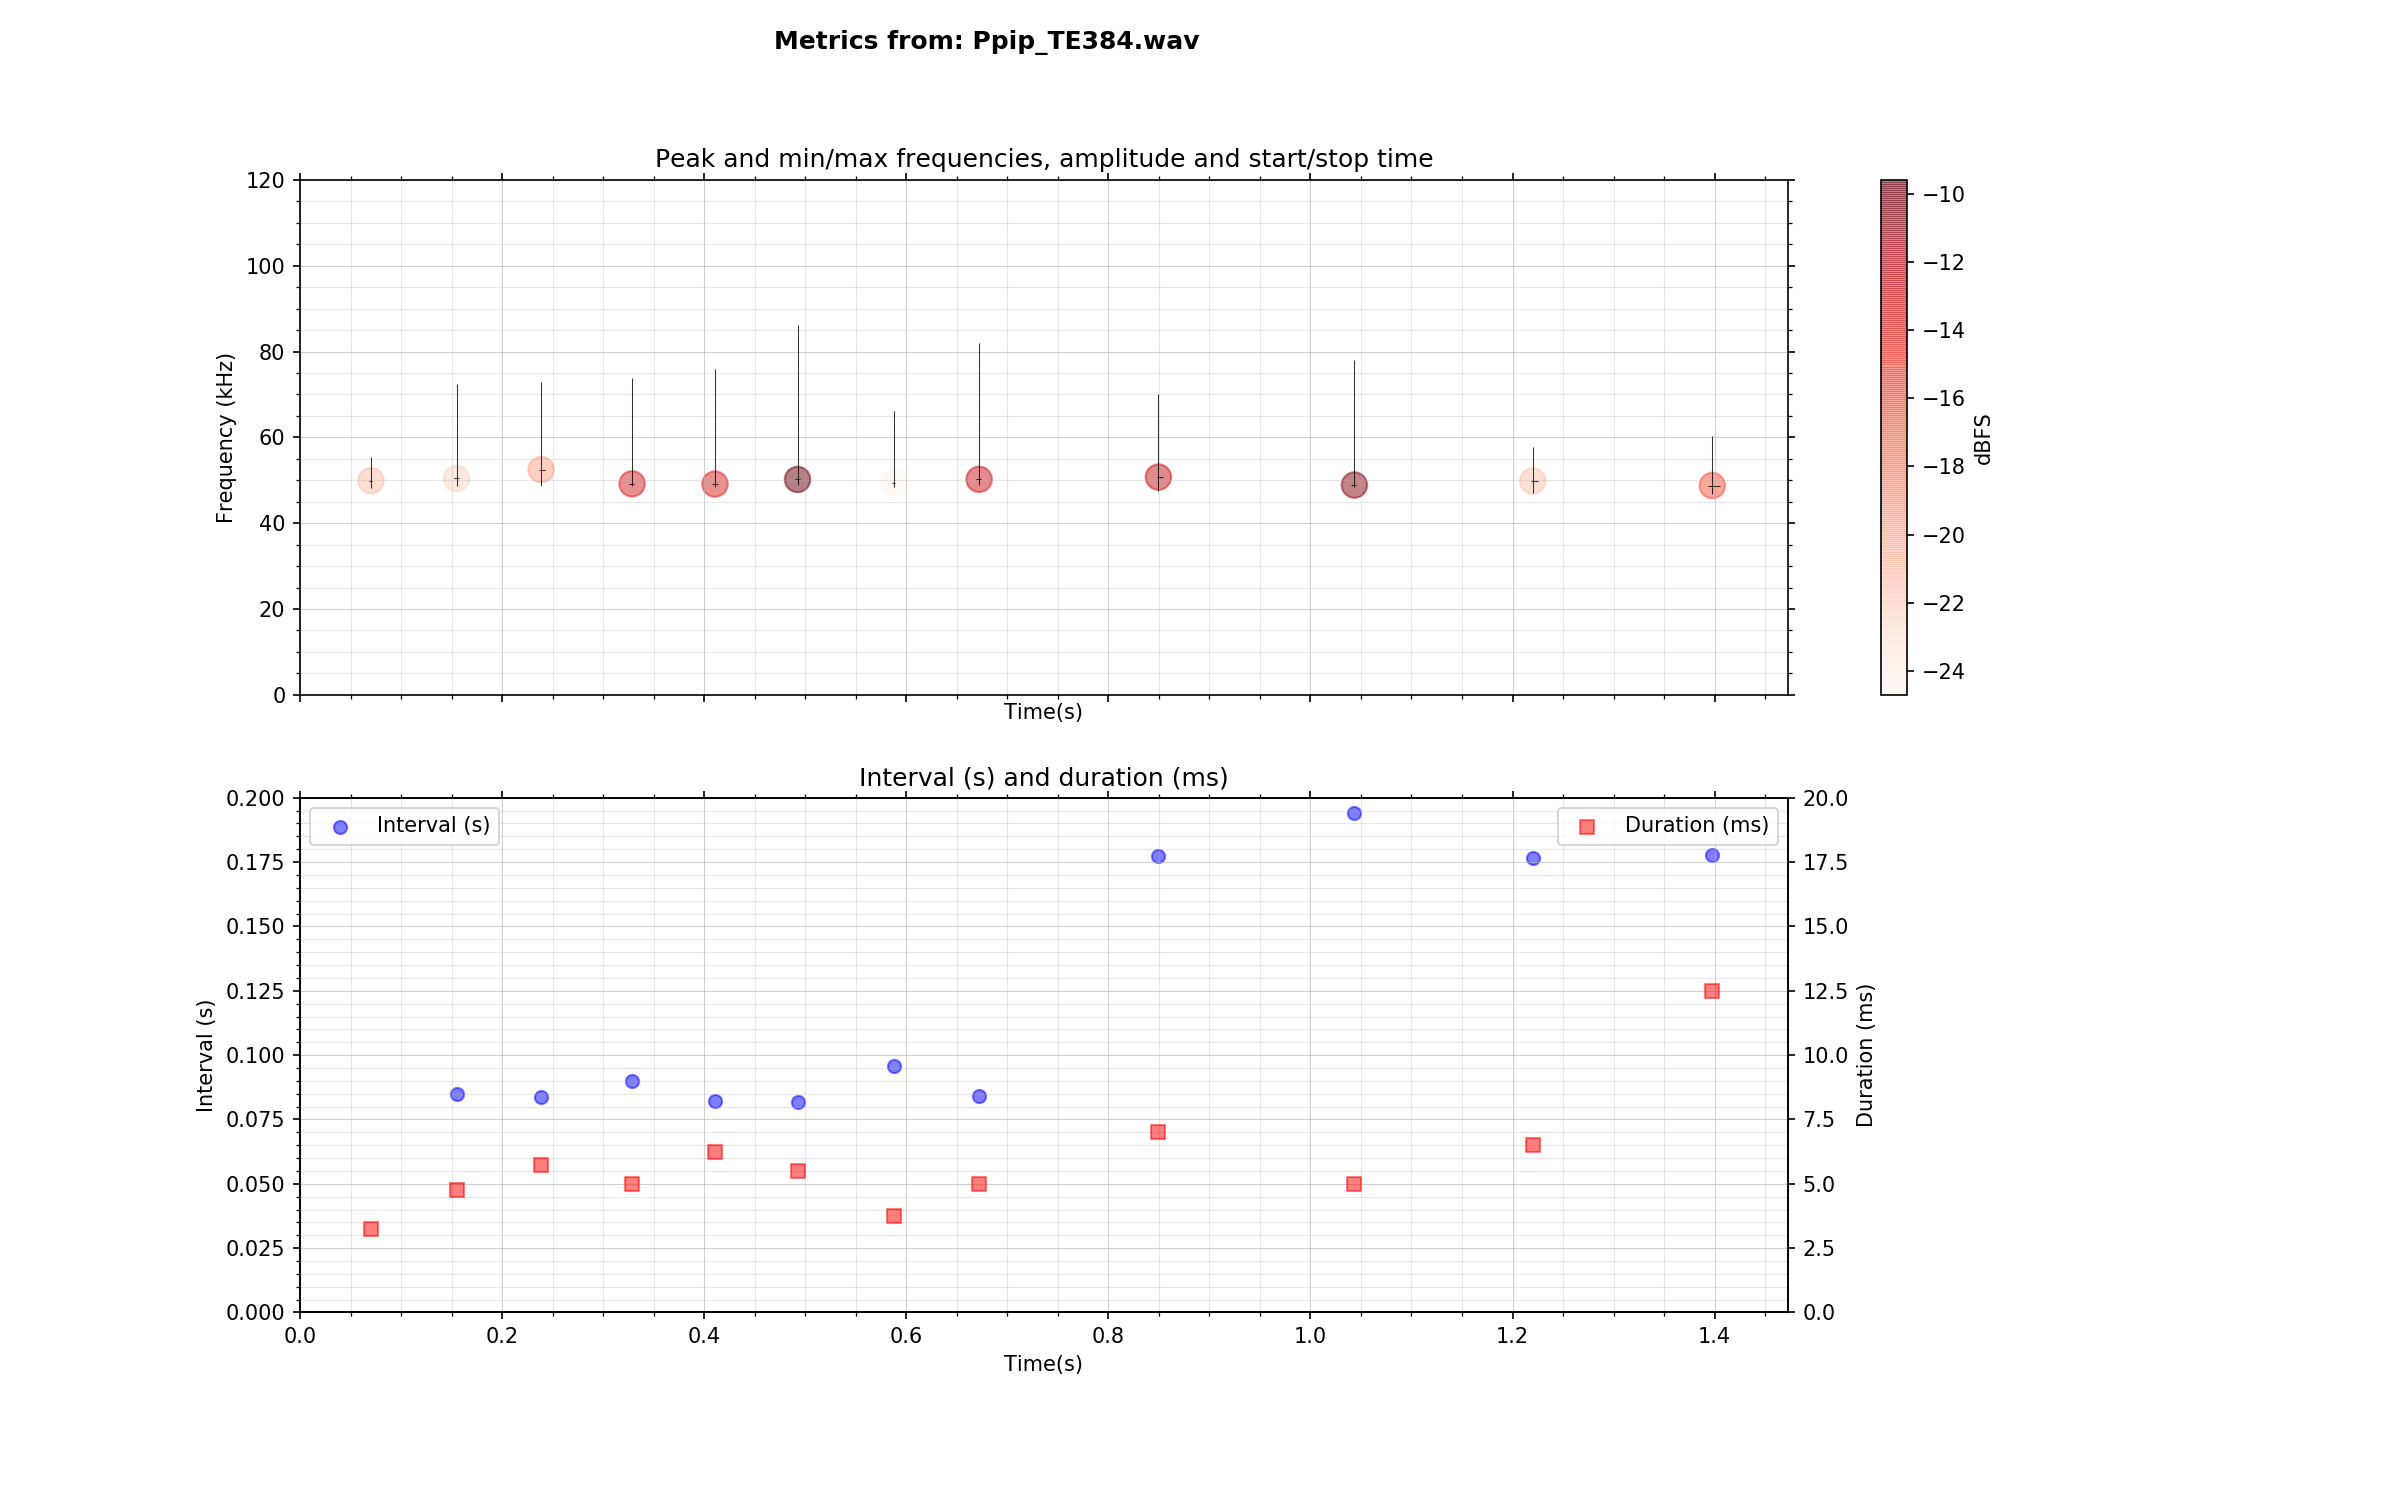 Metrics from: Ppip_TE384.wav
Peak and min/max frequencies, amplitude and start/stop time
120
100
80
60
40
20
0
Frequency (kHz)
Time(s)
−10
−12
−14
−16
−18
−20
−22
−24
dBFS
Interval (s) and duration (ms)
Interval (s)
Duration (ms)
0.200
0.175
0.150
0.125
0.100
0.075
0.050
0.025
0.000
Interval (s)
20.0
17.5
15.0
12.5
10.0
7.5
5.0
2.5
0.0
Duration (ms)
0.0 0.2 0.4 0.6 0.8 1.0 1.2 1.4
Time(s)